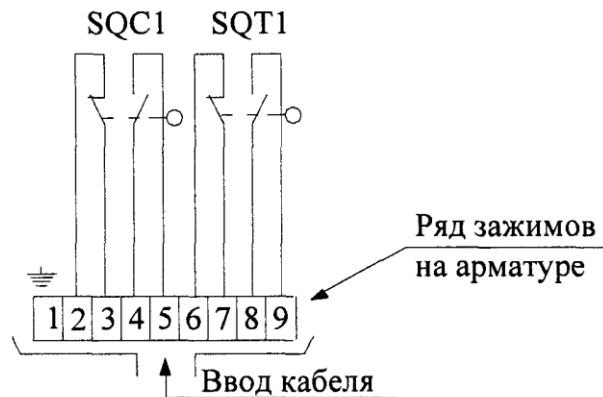 SQC1 SQT1
Ряд зажимов
на арматуре
1 2 3 4 5 6 7 8 9
Ввод кабеля